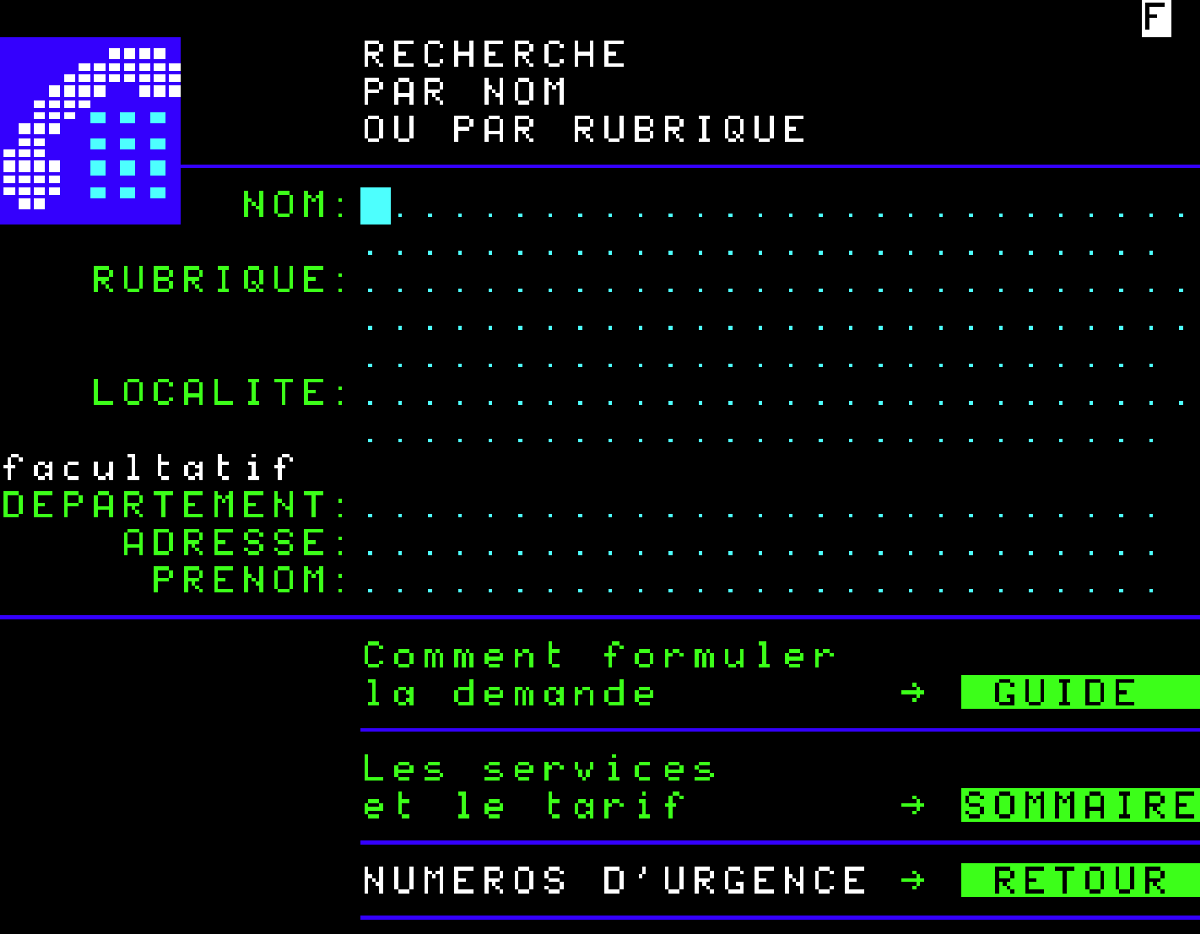 F
RECHERCHE
PAR NOM
OU PAR RUBRIQUE
NOM: . . . . . . . . . . . . . . . . . . . . . . . . . . .
. . . . . . . . . . . . . . . . . . . . . . . . . . .
RUBRIQUE: . . . . . . . . . . . . . . . . . . . . . . . . . . . .
. . . . . . . . . . . . . . . . . . . . . . . . . . . .
. . . . . . . . . . . . . . . . . . . . . . . . . . .
LOCALITE: . . . . . . . . . . . . . . . . . . . . . . . . . . . .
. . . . . . . . . . . . . . . . . . . . . . . . . . .
facultatif
DEPARTEMENT: . . . . . . . . . . . . . . . . . . . . . . . . . . .
ADRESSE: . . . . . . . . . . . . . . . . . . . . . . . . . . .
PRENOM: . . . . . . . . . . . . . . . . . . . . . . . . . . .
Comment formuler
la demande → GUIDE
Les services
et le tarif → SOMMAIRE
NUMEROS D'URGENCE → RETOUR